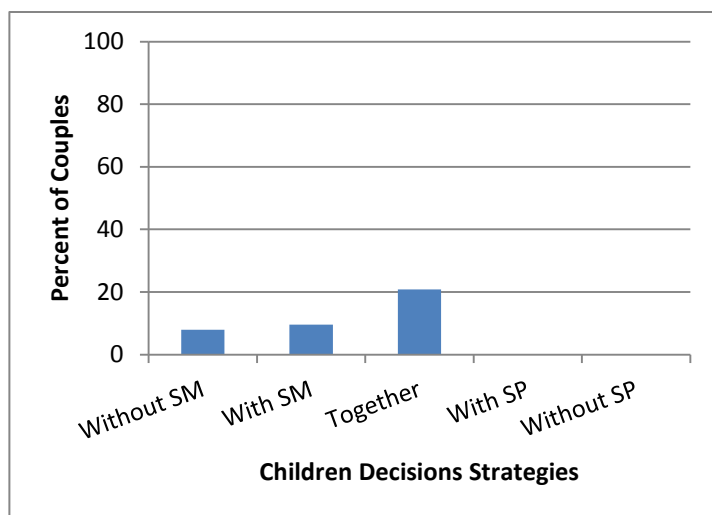 Percent of Couples
100
80
60
40
20
0
Without SM
With SM
Together
With SP
Without SP
Children Decisions Strategies